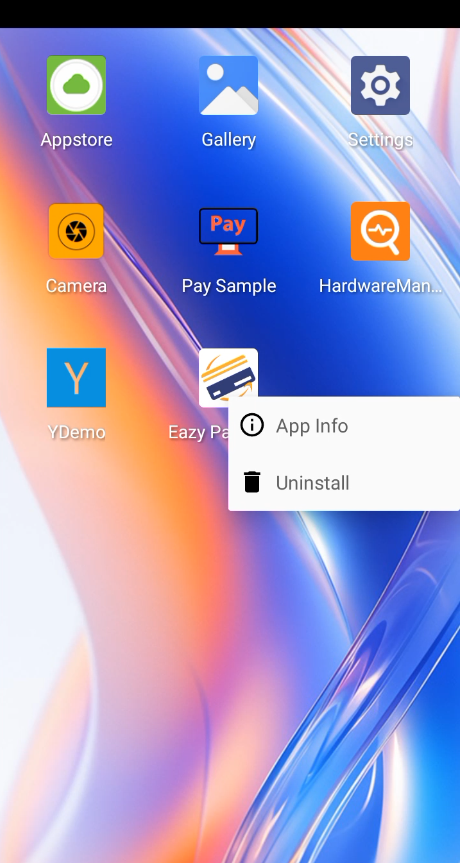 Appstore
Gallery
Settings
Pay
Camera
Pay Sample
HardwareMan...
Y
YDemo
Eazy Pa
App Info
Uninstall